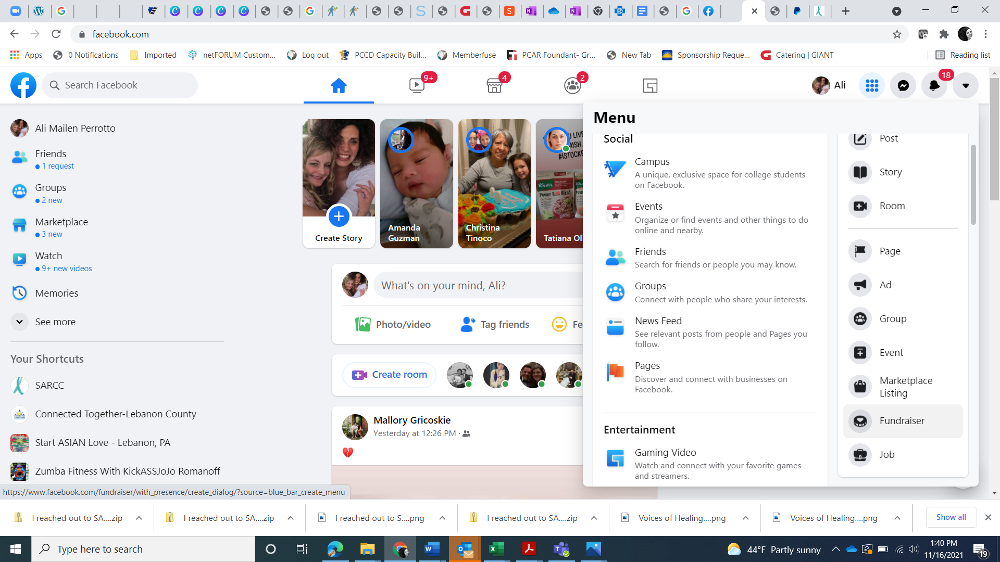 facebook.com
Apps
0 Notifications
Imported
netFORUM Custom...
Log out
PCCD Capacity Buil...
Memberfuse
PCAR Foundant- Gr...
New Tab
Sponsorship Reque...
Catering | GIANT
Reading list
Search Facebook
9+
4
2
Ali
18
Ali Mailen Perrotto
Friends
1 request
Groups
2 new
Marketplace
3 new
Watch
9+ new videos
Memories
See more
Your Shortcuts
SARCC
Connected Together-Lebanon County
Start ASIAN Love - Lebanon, PA
Zumba Fitness With KickASSJoJo Romanoff
https://www.facebook.com/fundraiser/with_presence/create_dialog/?source=blue_bar_create_menu
Create Story
Amanda
Guzman
Christina
Tinoco
#ISTOCK
Knorr
Power Rice Blend
Tatiana Ol
What's on your mind, Ali?
Photo/video
Tag friends
Fe
Create room
Mallory Gricoskie
Yesterday at 12:26 PM ·
Menu
Social
Campus
A unique, exclusive space for college students
on Facebook.
Events
Organize or find events and other things to do
online and nearby.
Friends
Search for friends or people you may know.
Groups
Connect with people who share your interests.
News Feed
See relevant posts from people and Pages you
follow.
Pages
Discover and connect with businesses on
Facebook.
Entertainment
Gaming Video
Watch and connect with your favorite games
and streamers.
Post
Story
Room
Page
Ad
Group
Event
Marketplace
Listing
Fundraiser
Job
I reached out to SA....zip
I reached out to SA....zip
I reached out to S....png
I reached out to SA....zip
Voices of Healing....png
Voices of Healing....png
Show all
Type here to search
44°F Partly sunny
1:40 PM
11/16/2021
19